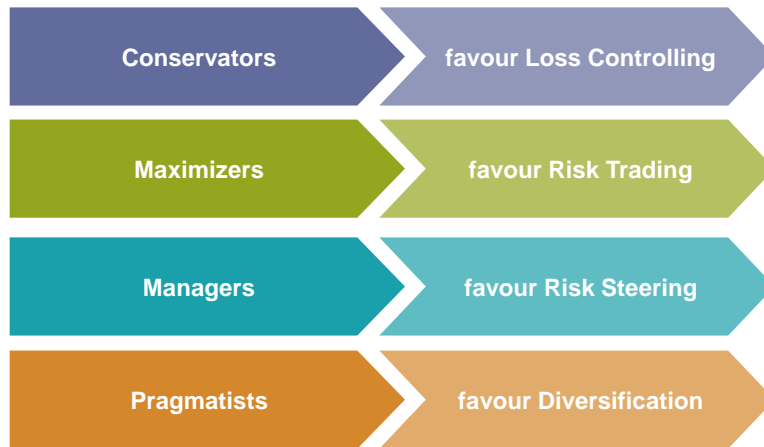 Conservators
favour Loss Controlling
Maximizers
favour Risk Trading
Managers
favour Risk Steering
Pragmatists
favour Diversification